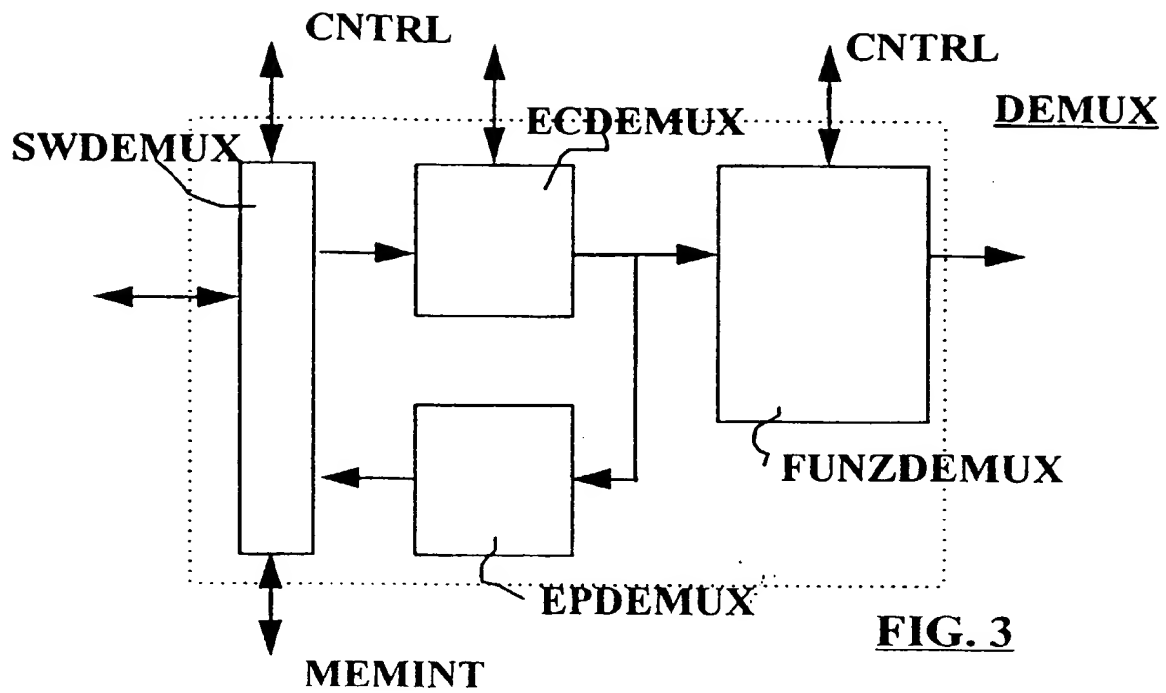 CNTRL
CNTRL
DEMUX
ECDEMUX
SWDEMUX
FUNZDEMUX
EPDEMUX
FIG. 3
MEMINT